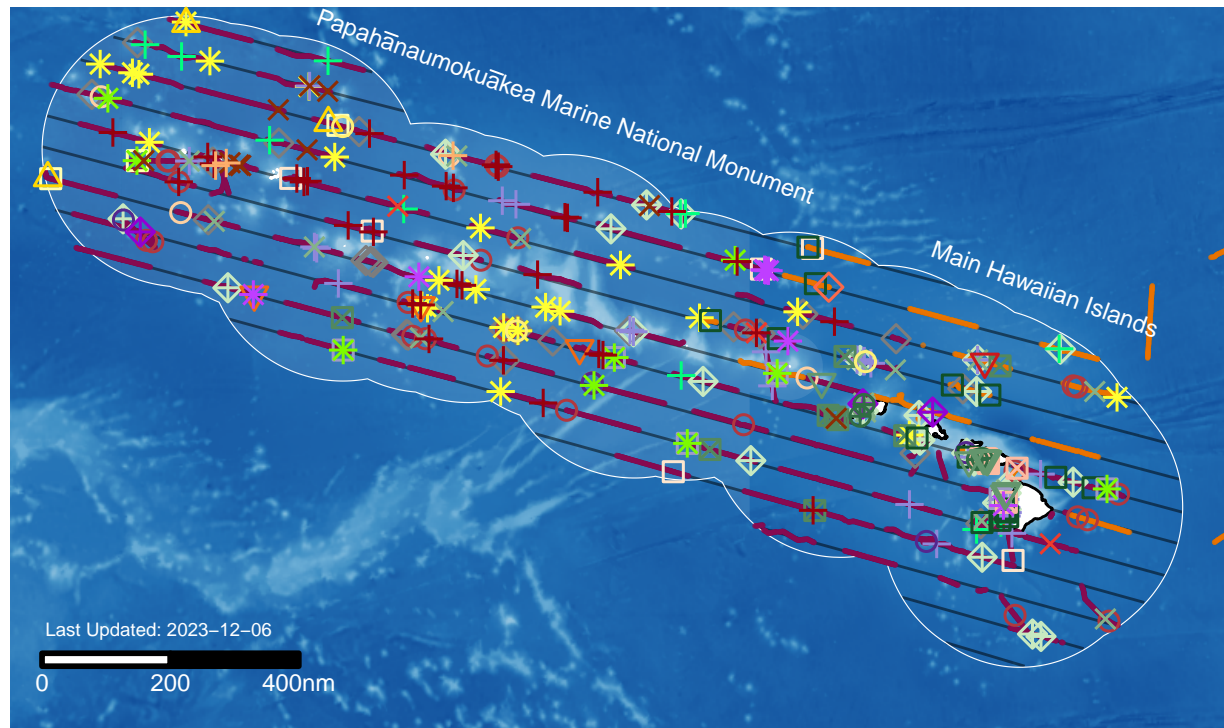 Papahānaumokuākea Marine National Monument
Main Hawaiian Islands
Last Updated: 2023−12−06
0 200 400nm